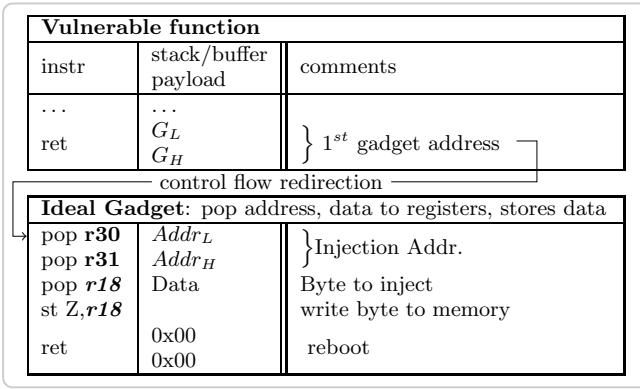 Vulnerable function
instr stack/buffer payload comments
... ...
ret G_L G_H } 1^st gadget address
control flow redirection
Ideal Gadget: pop address, data to registers, stores data
pop r30 Addr_L
pop r31 Addr_H }Injection Addr.
pop r18 Data Byte to inject
st Z,r18 write byte to memory
ret 0x00 0x00 reboot